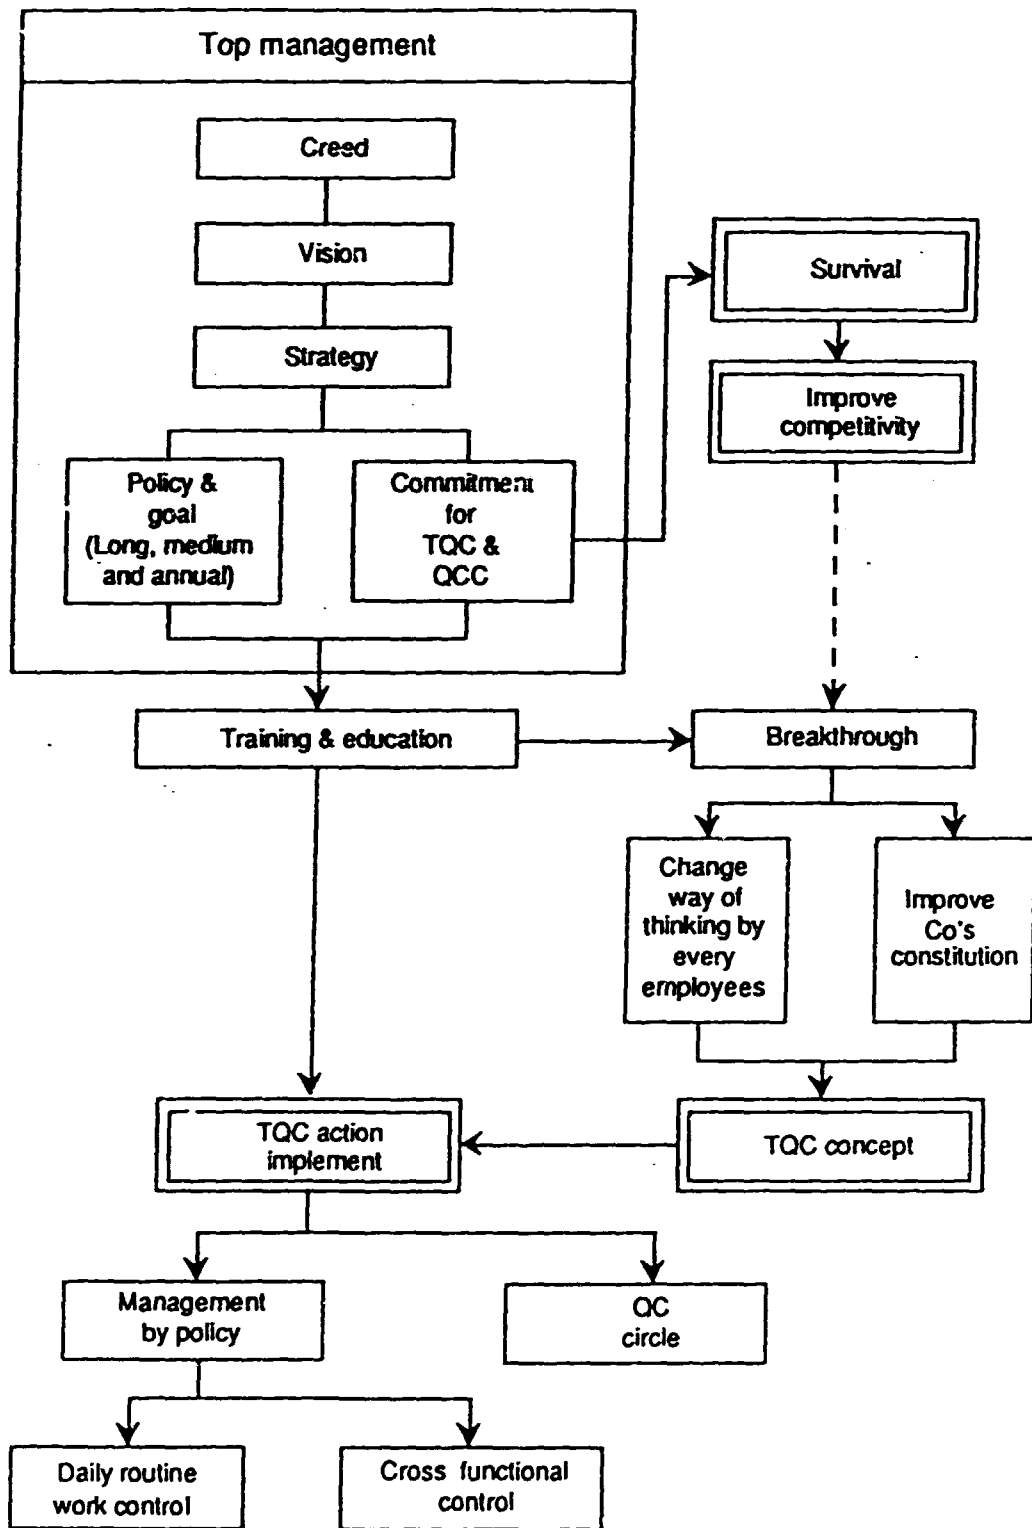 Top management
Creed
Vision
Strategy
Policy &
goal
(Long, medium
and annual)
Commitment
for
TQC &
QCC
Survival
Improve
competitivity
Training & education
Breakthrough
Change
way of
thinking by
every
employees
Improve
Co's
constitution
TQC action
implement
TQC concept
Management
by policy
QC
circle
Daily routine
work control
Cross functional
control